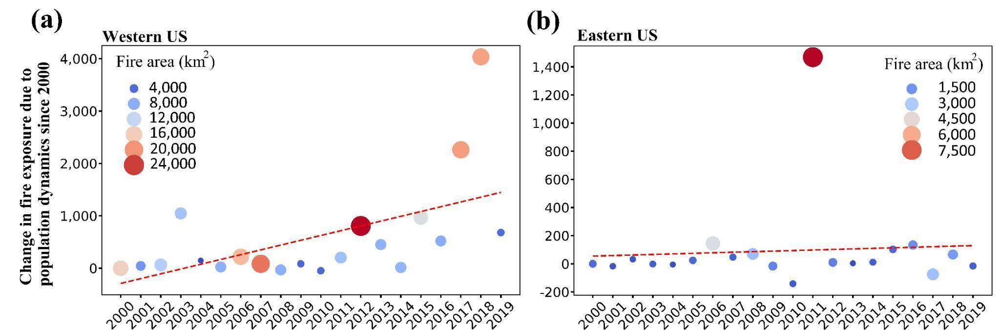 (a)
Western US
Change in fire exposure due to
population dynamics since 2000
4,000
3,000
2,000
1,000
0
Fire area (km²)
4,000
8,000
12,000
16,000
20,000
24,000
2000 2001 2002 2003 2004 2005 2006 2007 2008 2009 2010 2011 2012 2013 2014 2015 2016 2017 2018 2019
(b)
Eastern US
1,400
1,200
1,000
800
600
400
200
0
-200
Fire area (km²)
1,500
3,000
4,500
6,000
7,500
2000 2001 2002 2003 2004 2005 2006 2007 2008 2009 2010 2011 2012 2013 2014 2015 2016 2017 2018 2019